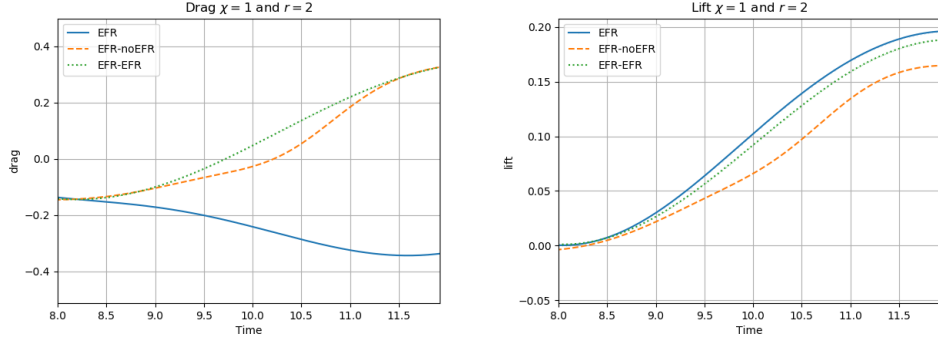 Drag χ = 1 and r = 2
EFR
EFR-noEFR
EFR-EFR
0.4
0.2
0.0
−0.2
−0.4
drag
8.0 8.5 9.0 9.5 10.0 10.5 11.0 11.5
Time
Lift χ = 1 and r = 2
EFR
EFR-noEFR
EFR-EFR
0.20
0.15
0.10
0.05
0.00
−0.05
lift
8.0 8.5 9.0 9.5 10.0 10.5 11.0 11.5
Time